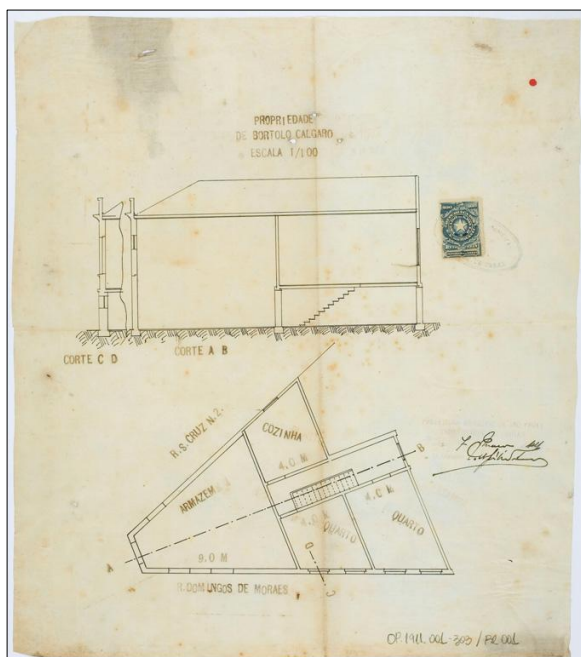 PROPRIEDADE
DE BORTOLO CALGARO
ESCALA 1/100
CORTE C D
CORTE A B
R. S. CRUZ N. 2.
COZINHA
4.0 M
B
ARMAZEM
4.0 M
QUARTO
QUARTO
D
A
9.0 M
C
R. DOMINGOS DE MORAES
OP. 1911.001-303 / FR.001